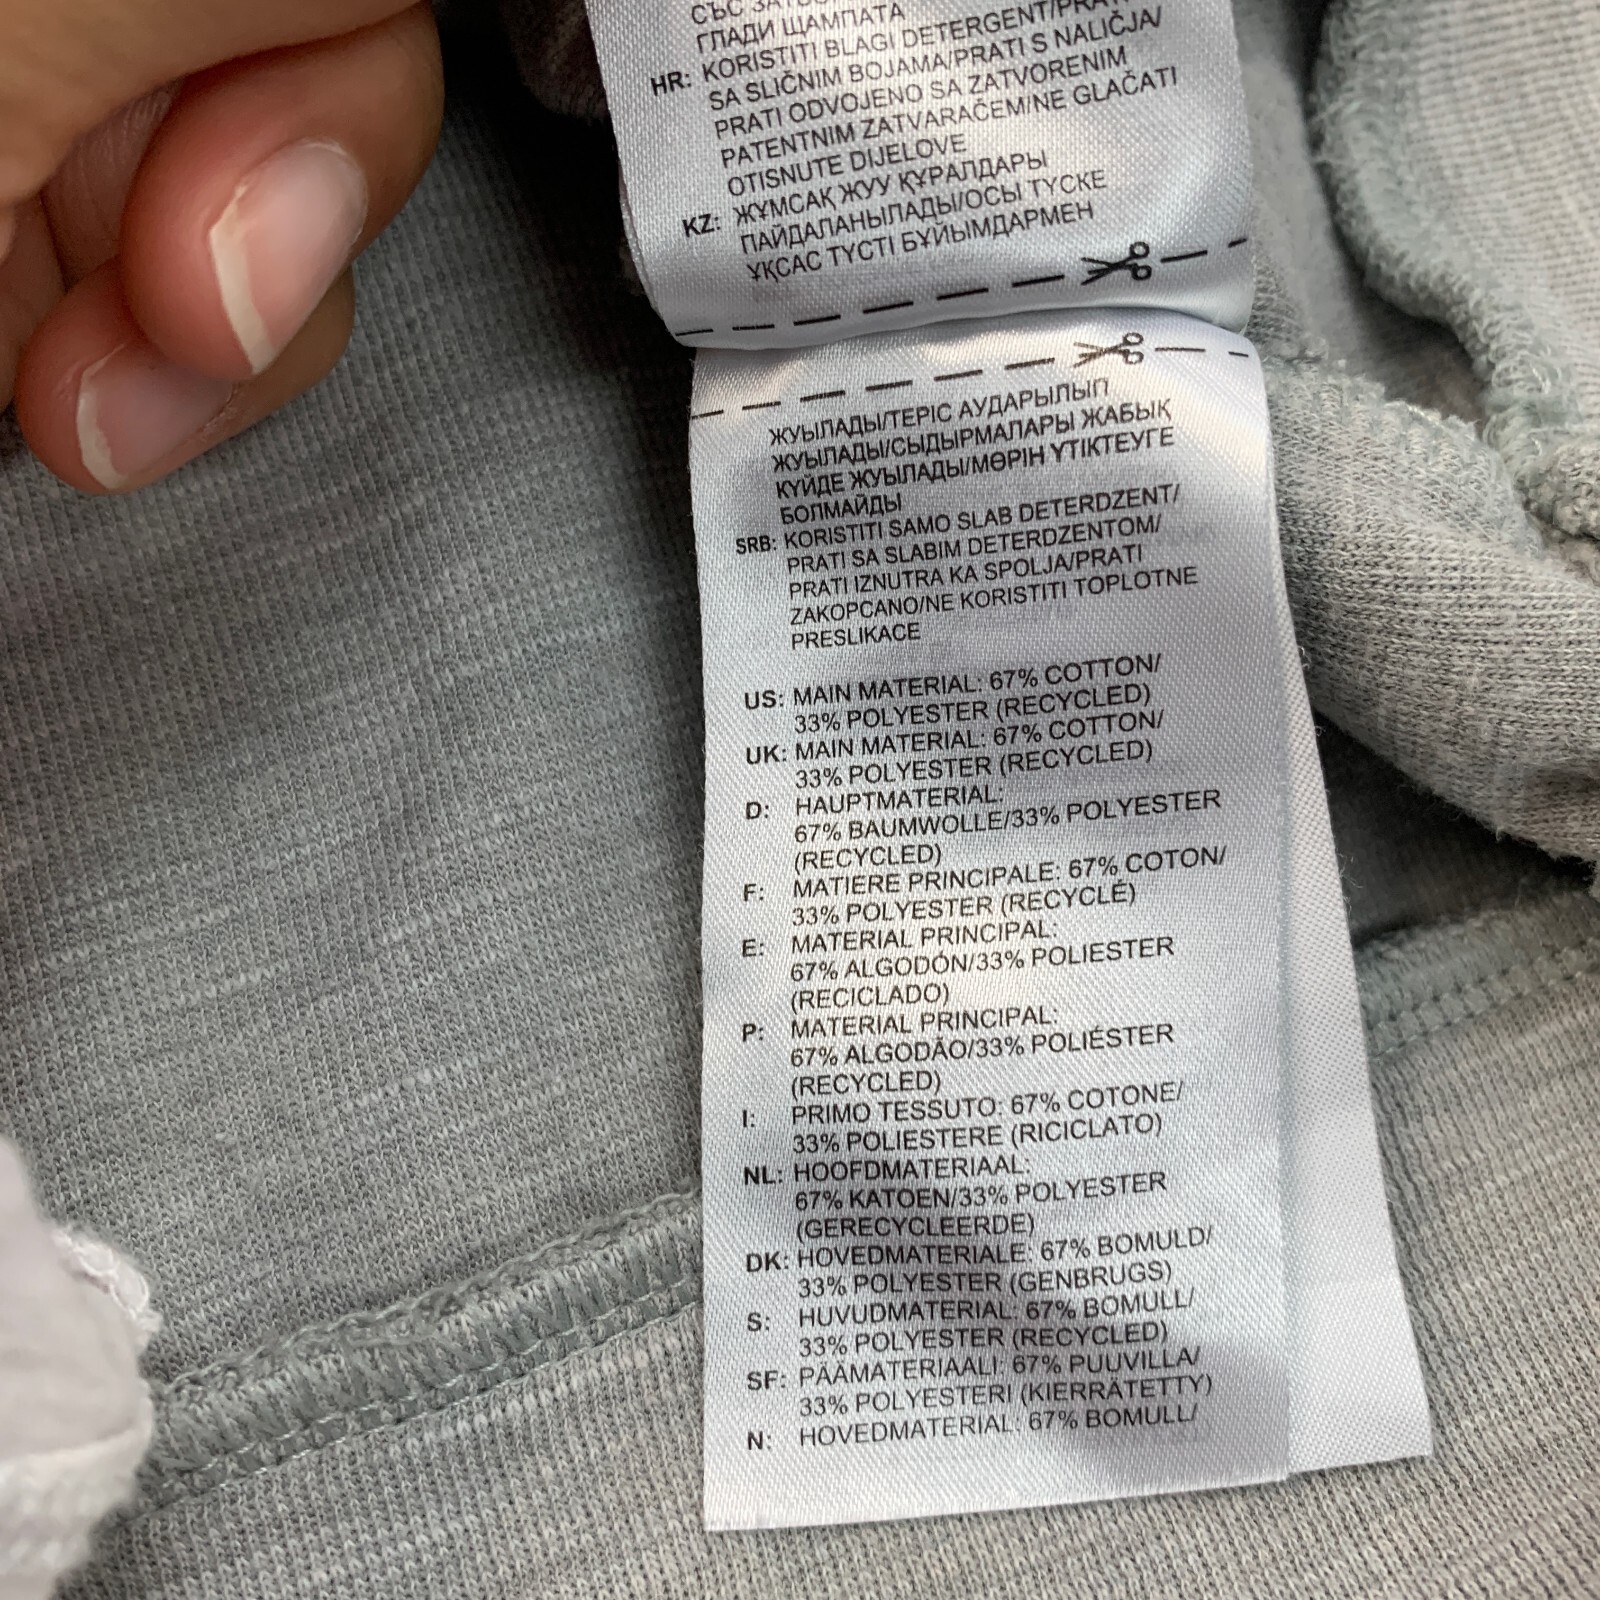 СЪС
ГЛАДИ ЩАМПАТА
HR: KORISTITI BLAGI DETERGENT/PRATI
SA SLIČNIM BOJAMA/PRATI S NALIČJA/
PRATI ODVOJENO SA ZATVORENIM
PATENTNIM ZATVARAČEM/NE GLAČATI
OTISNUTE DIJELOVE
KZ: ЖҰМСАҚ ЖУУ ҚҰРАЛДАРЫ
ПАЙДАЛАНЫЛАДЫ/ОСЫ ТҮСКЕ
ҰҚСАС ТҮСТІ БҰЙЫМДАРМЕН
ЖУЫЛАДЫ/ТЕРІС АУДАРЫЛЫП
ЖУЫЛАДЫ/СЫДЫРМАЛАРЫ ЖАБЫҚ
КҮЙДЕ ЖУЫЛАДЫ/МӨРІН ҮТІКТЕУГЕ
БОЛМАЙДЫ
SRB: KORISTITI SAMO SLAB DETERDZENT/
PRATI SA SLABIM DETERDZENTOM/
PRATI IZNUTRA KA SPOLJA/PRATI
ZAKOPCANO/NE KORISTITI TOPLOTNE
PRESLIKACE
US: MAIN MATERIAL: 67% COTTON/
33% POLYESTER (RECYCLED)
UK: MAIN MATERIAL: 67% COTTON/
33% POLYESTER (RECYCLED)
D: HAUPTMATERIAL:
67% BAUMWOLLE/33% POLYESTER
(RECYCLED)
F: MATIERE PRINCIPALE: 67% COTON/
33% POLYESTER (RECYCLÉ)
E: MATERIAL PRINCIPAL:
67% ALGODÓN/33% POLIESTER
(RECICLADO)
P: MATERIAL PRINCIPAL:
67% ALGODÃO/33% POLIÉSTER
(RECYCLED)
I: PRIMO TESSUTO: 67% COTONE/
33% POLIESTERE (RICICLATO)
NL: HOOFDMATERIAAL:
67% KATOEN/33% POLYESTER
(GERECYCLEERDE)
DK: HOVEDMATERIALE: 67% BOMULD/
33% POLYESTER (GENBRUGS)
S: HUVUDMATERIAL: 67% BOMULL/
33% POLYESTER (RECYCLED)
SF: PÄÄMATERIAALI: 67% PUUVILLA/
33% POLYESTERI (KIERRÄTETTY)
N: HOVEDMATERIAL: 67% BOMULL/